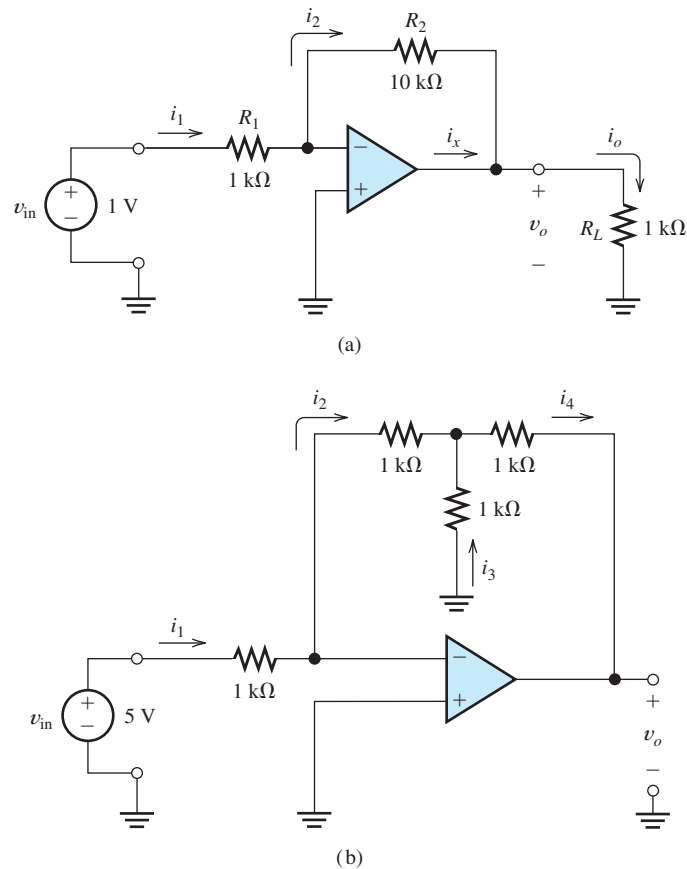 i2
R2
10 kΩ
i1
R1
1 kΩ
−
+
ix
io
vin
+
−
1 V
+
vo
−
RL
1 kΩ
(a)
i2
i4
1 kΩ
1 kΩ
1 kΩ
i3
i1
1 kΩ
−
+
vin
+
−
5 V
+
vo
−
(b)